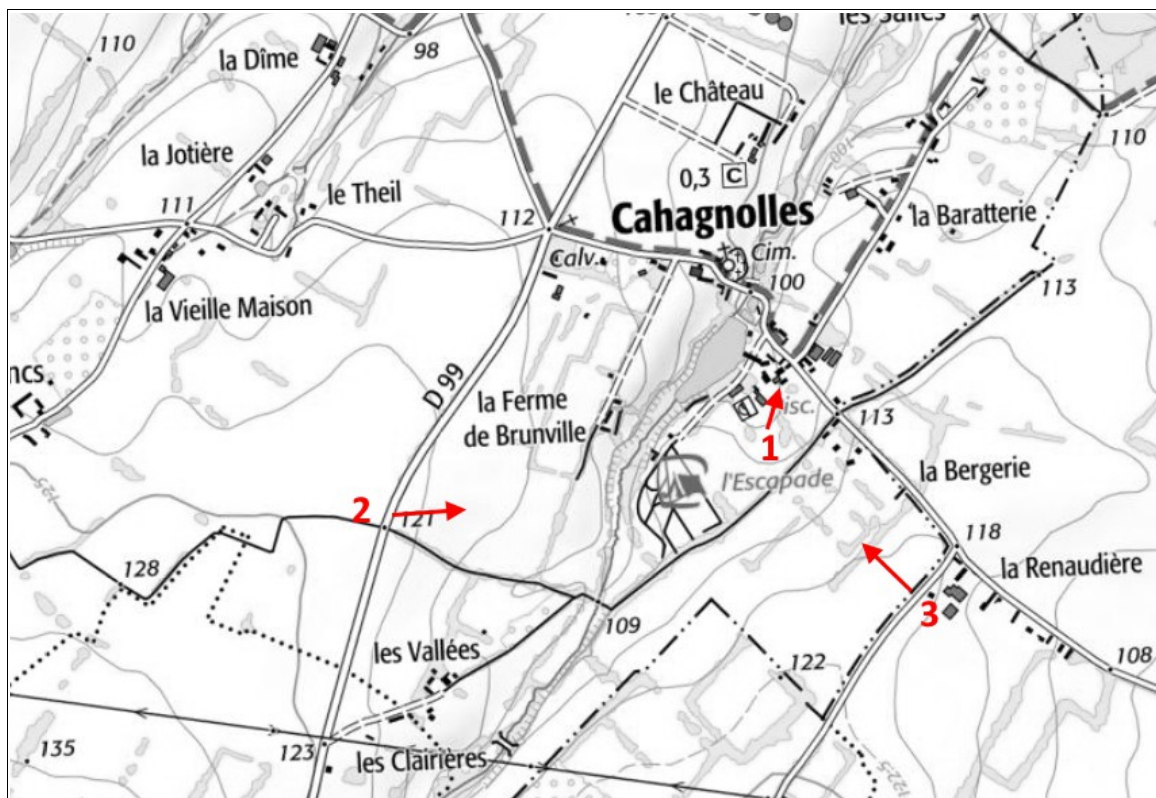 les Salles
110
la Dîme
98
le Château
110
la Jotière
0,3 C
le Theil
111
112
Cahagnolles
la Baratterie
Calv.
Cim.
100
113
la Vieille Maison
D 99
la Ferme
de Brunville
113
1
la Bergerie
l'Escapade
2
121
125
118
128
la Renaudière
3
109
les Vallées
122
108
123
135
les Clairières
125